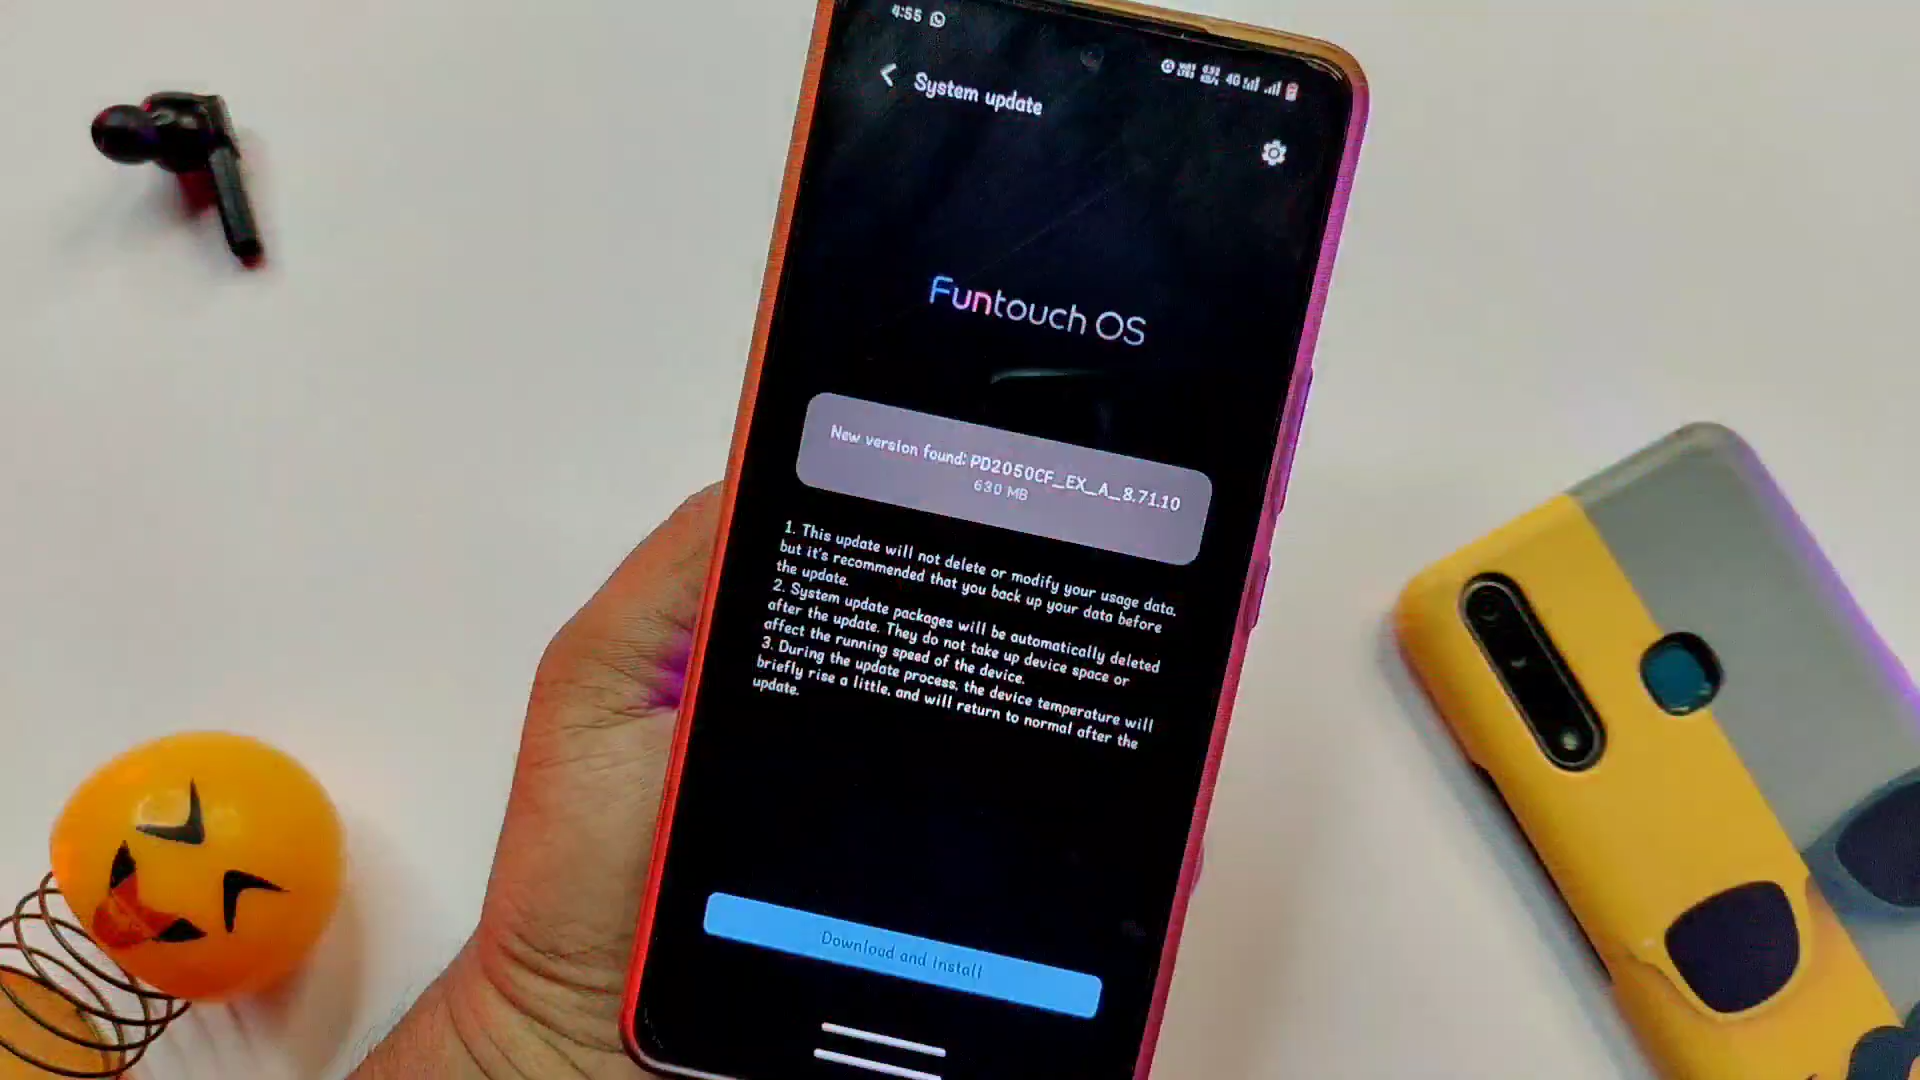 4:55
4G
System update
Funtouch OS
New version found: PD2050CF_EX_A_8.71.10
630 MB
1. This update will not delete or modify your usage data,
but it's recommended that you back up your data before
the update.
2. System update packages will be automatically deleted
after the update. They do not take up device space or
affect the running speed of the device.
3. During the update process, the device temperature will
briefly rise a little, and will return to normal after the
update.
Download and install